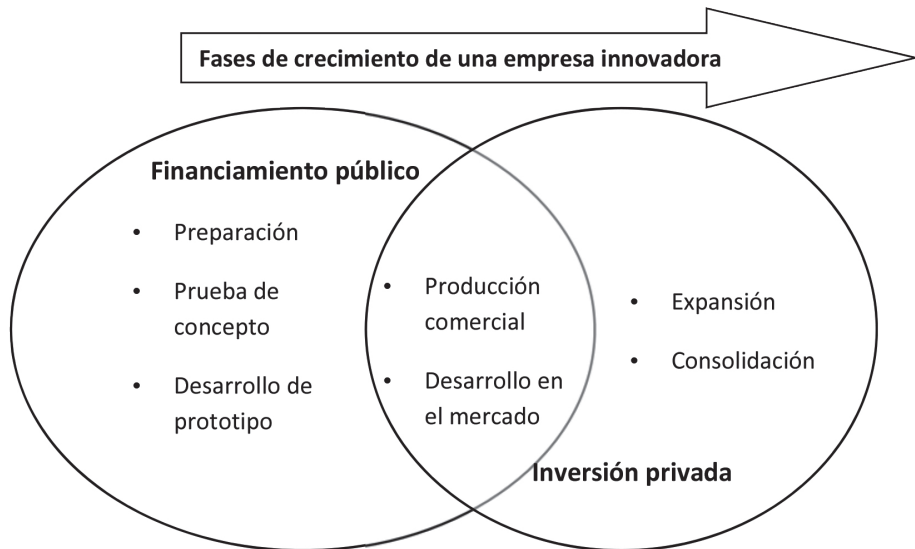 Fases de crecimiento de una empresa innovadora
Financiamiento público
• Preparación
• Prueba de
concepto
• Desarrollo de
prototipo
• Producción
comercial
• Desarrollo en
el mercado
• Expansión
• Consolidación
Inversión privada